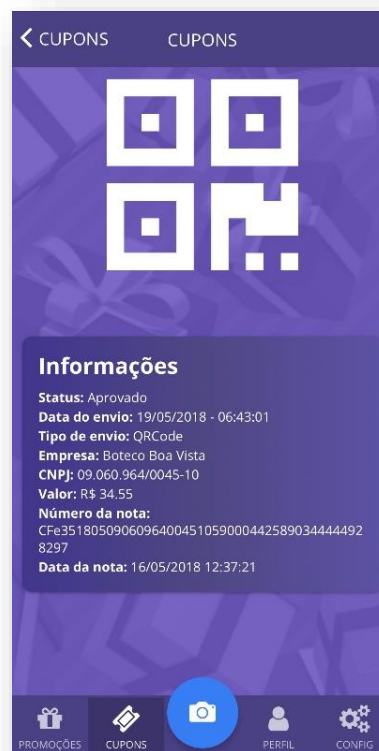 CUPONS CUPONS
Informações
Status: Aprovado
Data do envio: 19/05/2018 - 06:43:01
Tipo de envio: QRCode
Empresa: Boteco Boa Vista
CNPJ: 09.060.964/0045-10
Valor: R$ 34.55
Número da nota:
CFe3518050906096400451059000442589034444492
8297
Data da nota: 16/05/2018 12:37:21
PROMOÇÕES CUPONS PERFIL CONFIG